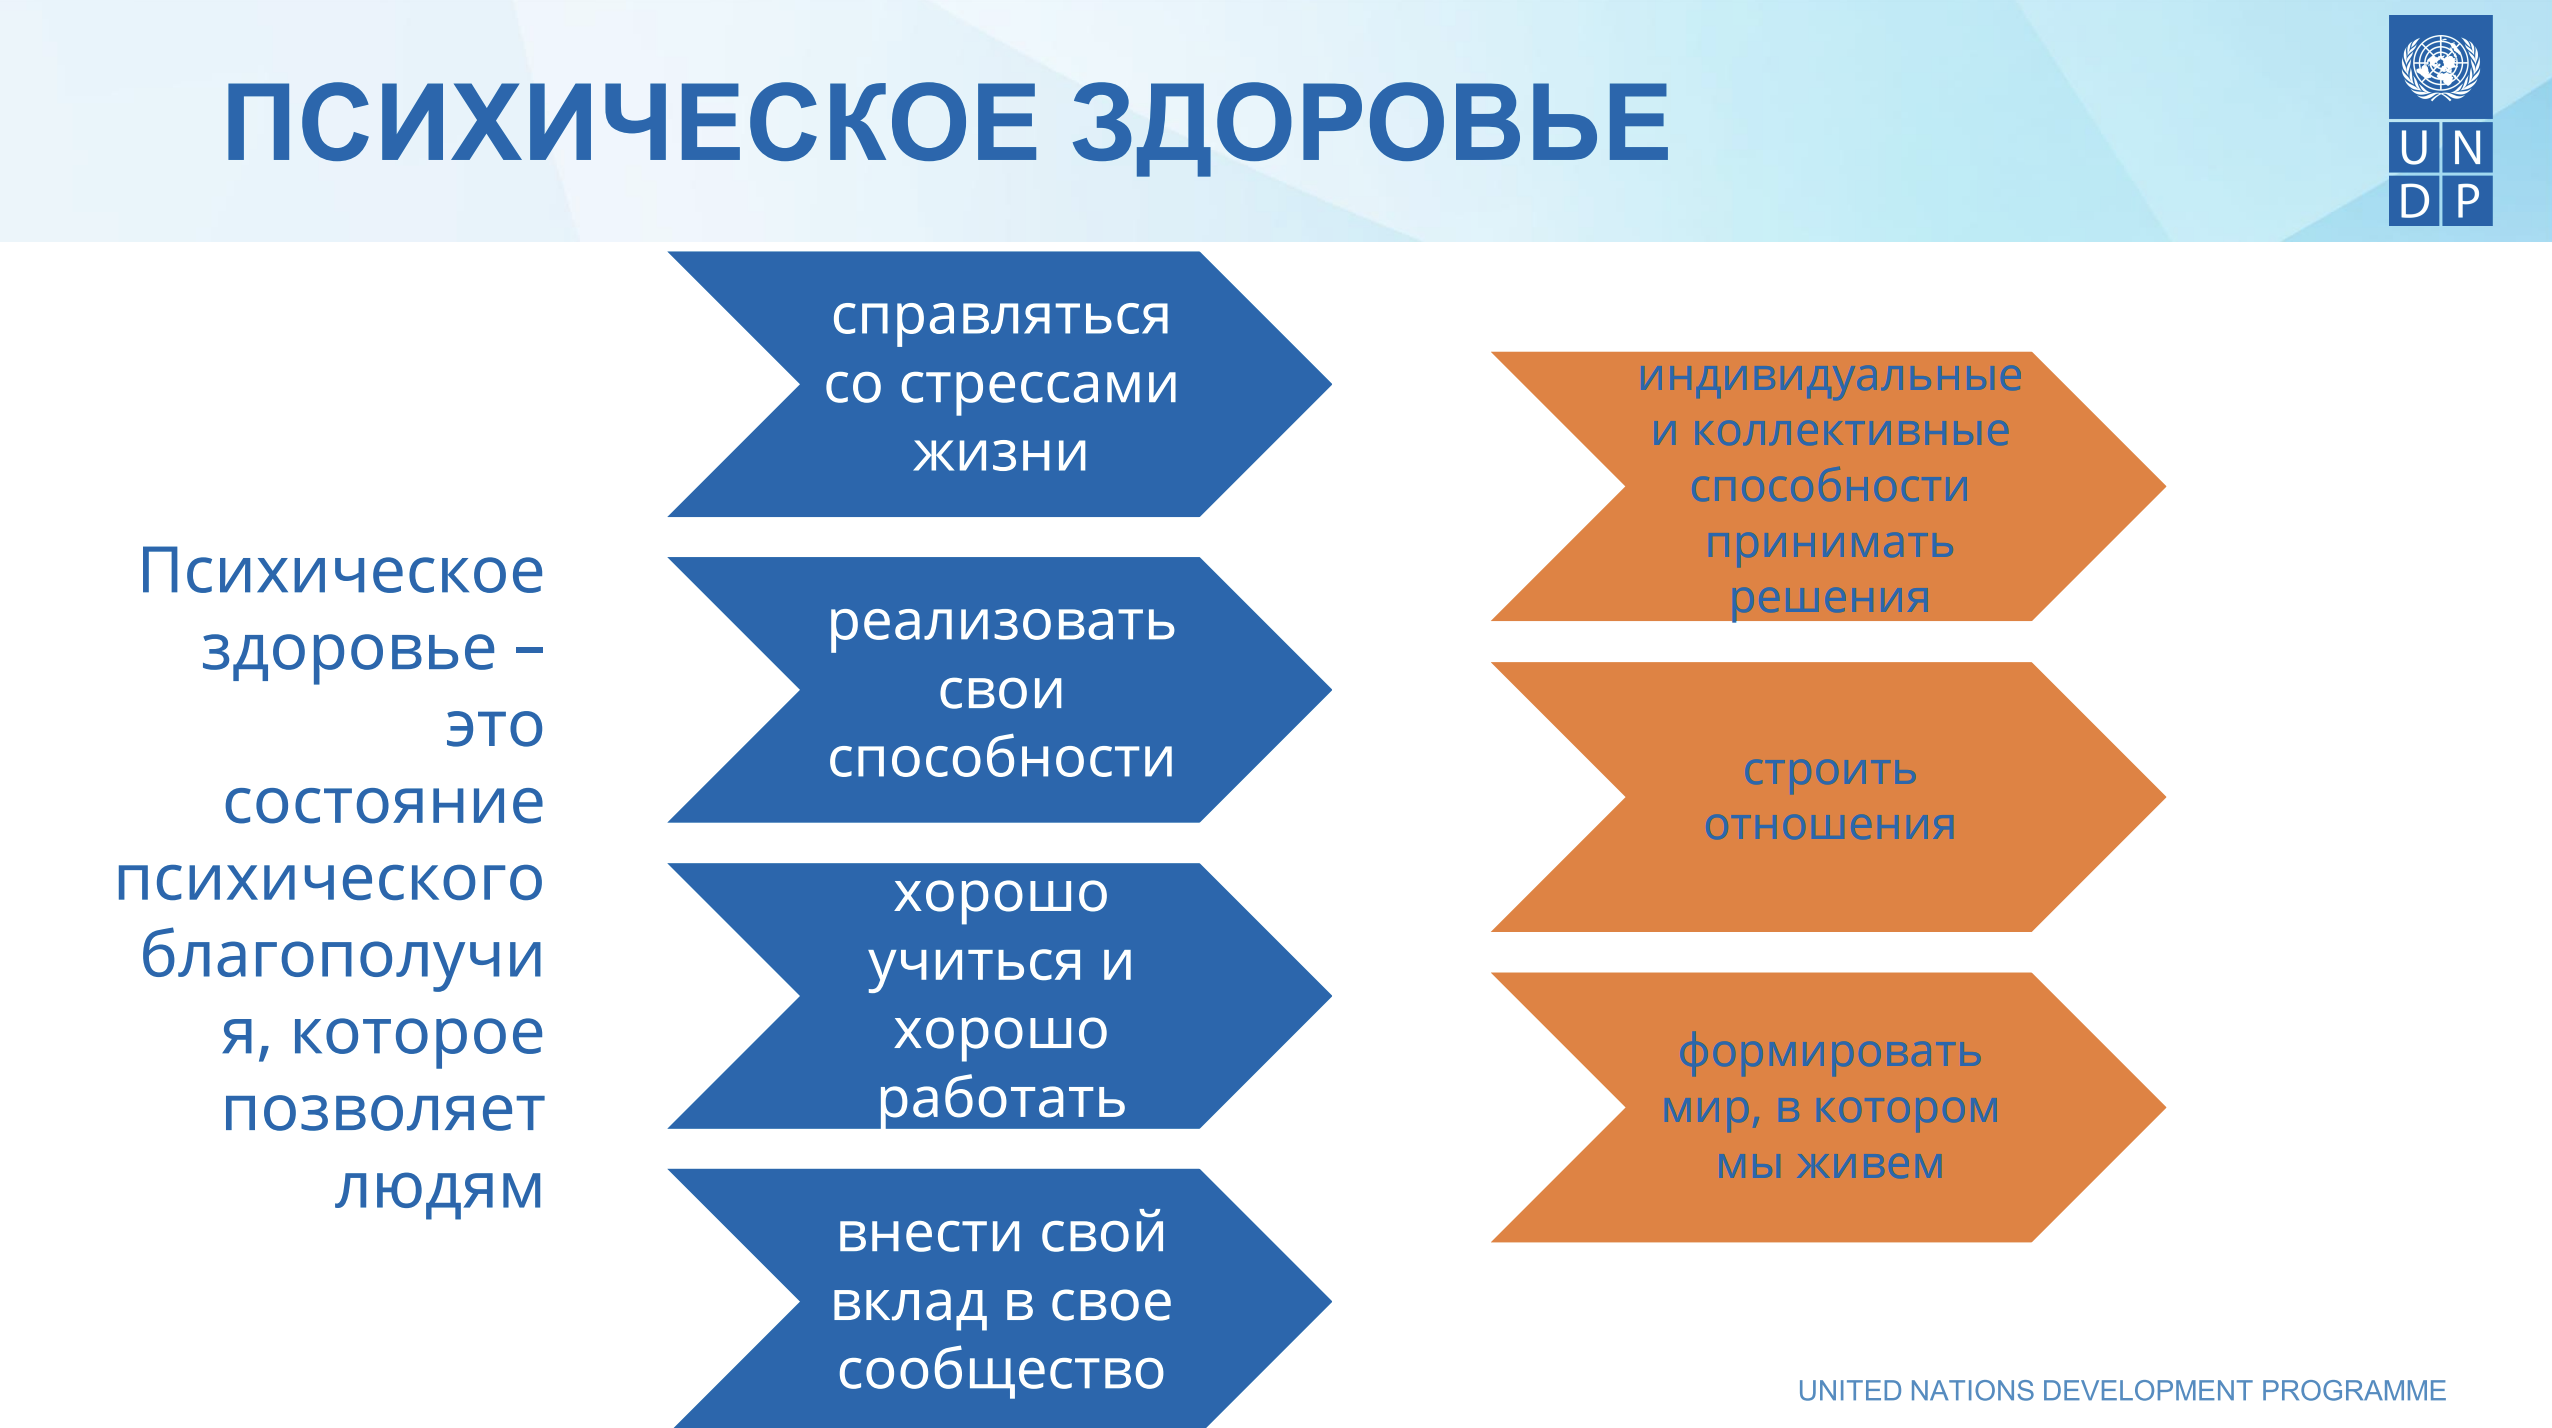 ПСИХИЧЕСКОЕ ЗДОРОВЬЕ
U N
D P
Психическое
здоровье –
это
состояние
психического
благополучи
я, которое
позволяет
людям
справляться
со стрессами
жизни
реализовать
свои
способности
хорошо
учиться и
хорошо
работать
внести свой
вклад в свое
сообщество
индивидуальные
и коллективные
способности
принимать
решения
строить
отношения
формировать
мир, в котором
мы живем
UNITED NATIONS DEVELOPMENT PROGRAMME